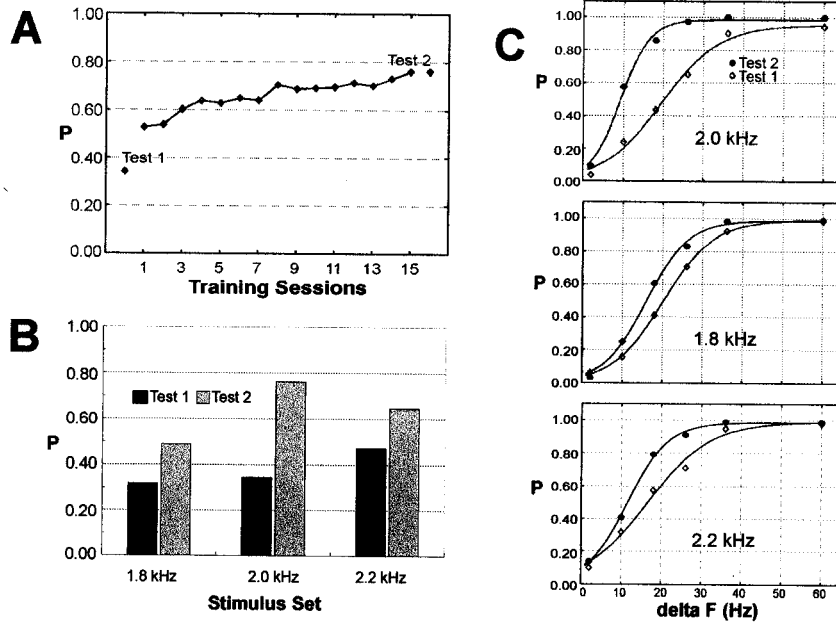 A
1.00
0.80
0.60
P
0.40
0.20
0.00
Test 1
Test 2
1 3 5 7 9 11 13 15
Training Sessions
B
1.00
0.80
0.60
P
0.40
0.20
0.00
Test 1 Test 2
1.8 kHz 2.0 kHz 2.2 kHz
Stimulus Set
C
1.00
0.80
P
0.60
0.40
0.20
0.00
Test 2
Test 1
2.0 kHz
1.00
0.80
P
0.60
0.40
0.20
0.00
1.8 kHz
1.00
0.80
P
0.60
0.40
0.20
0.00
2.2 kHz
0 10 20 30 40 50 60
delta F (Hz)